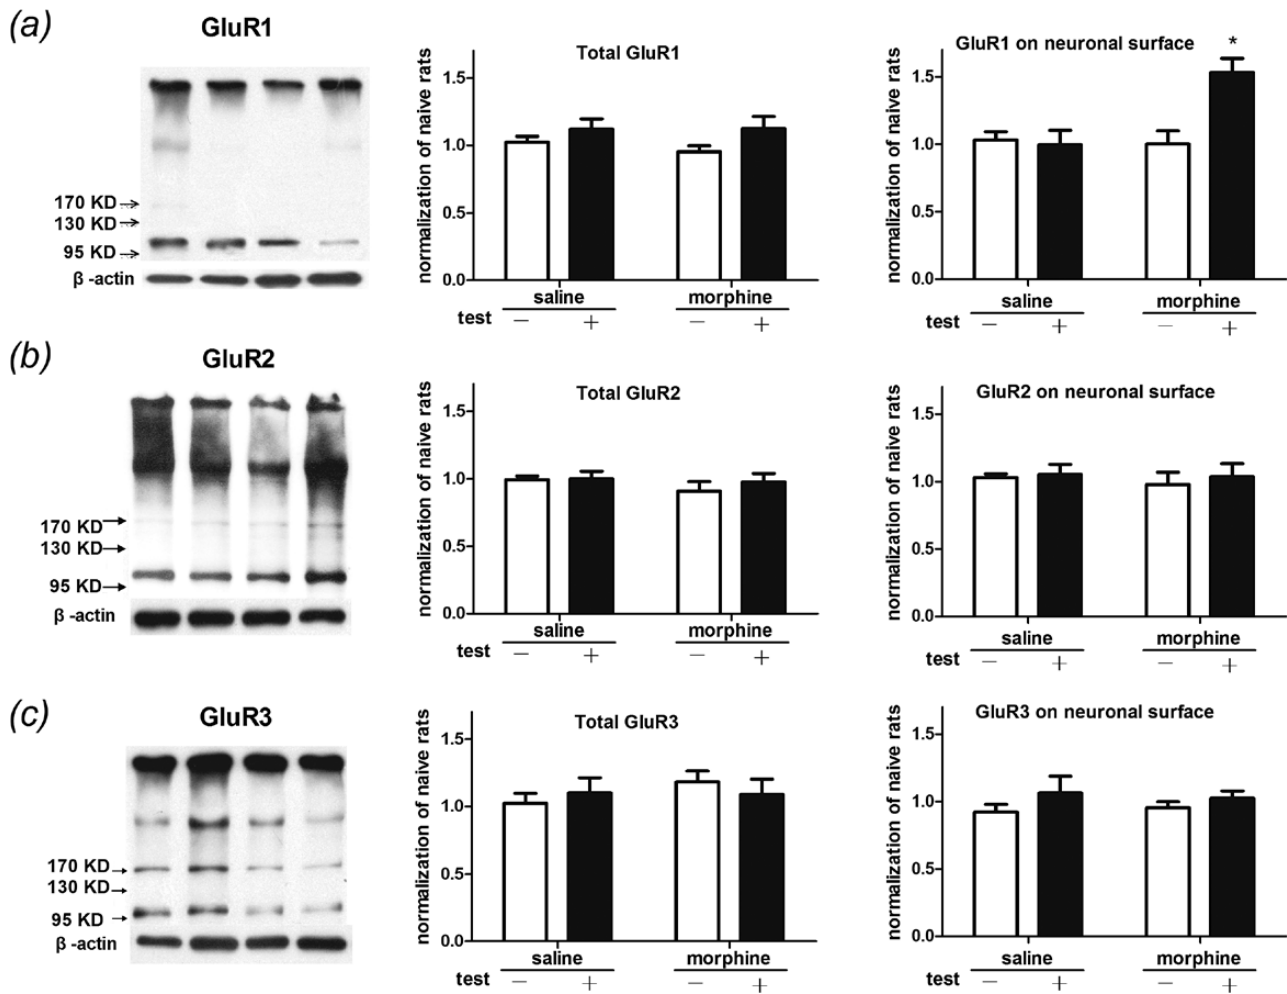 (a)
GluR1
170 KD
130 KD
95 KD
β -actin
normalization of naive rats
Total GluR1
1.5
1.0
0.5
0.0
saline
morphine
test
— + — +
normalization of naive rats
GluR1 on neuronal surface
*
1.5
1.0
0.5
0.0
saline
morphine
test
— + — +
(b)
GluR2
170 KD
130 KD
95 KD
β -actin
normalization of naive rats
Total GluR2
1.5
1.0
0.5
0.0
saline
morphine
test
— + — +
normalization of naive rats
GluR2 on neuronal surface
1.5
1.0
0.5
0.0
saline
morphine
test
— + — +
(c)
GluR3
170 KD
130 KD
95 KD
β -actin
normalization of naive rats
Total GluR3
1.5
1.0
0.5
0.0
saline
morphine
test
— + — +
normalization of naive rats
GluR3 on neuronal surface
1.5
1.0
0.5
0.0
saline
morphine
test
— + — +